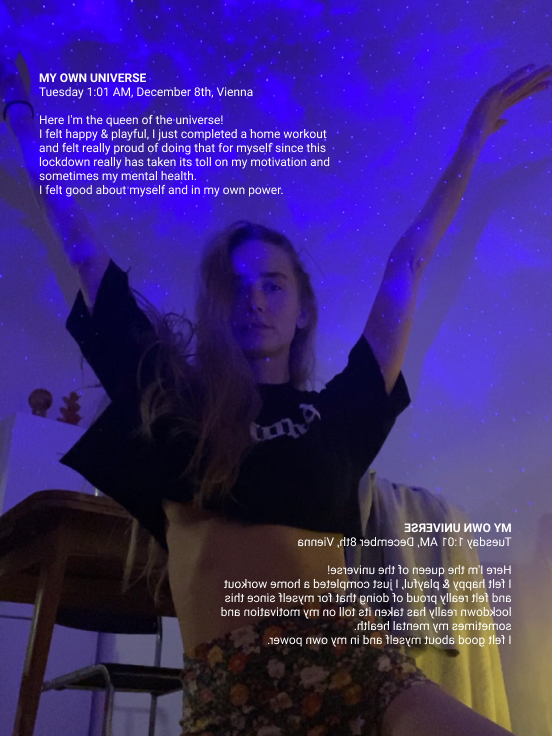 MY OWN UNIVERSE
Tuesday 1:01 AM, December 8th, Vienna
Here I'm the queen of the universe!
I felt happy & playful, I just completed a home workout
and felt really proud of doing that for myself since this
lockdown really has taken its toll on my motivation and
sometimes my mental health.
I felt good about myself and in my own power.
MY OWN UNIVERSE
Tuesday 1:01 AM, December 8th, Vienna
Here I'm the queen of the universe!
I felt happy & playful, I just completed a home workout
and felt really proud of doing that for myself since this
lockdown really has taken its toll on my motivation and
sometimes my mental health.
I felt good about myself and in my own power.